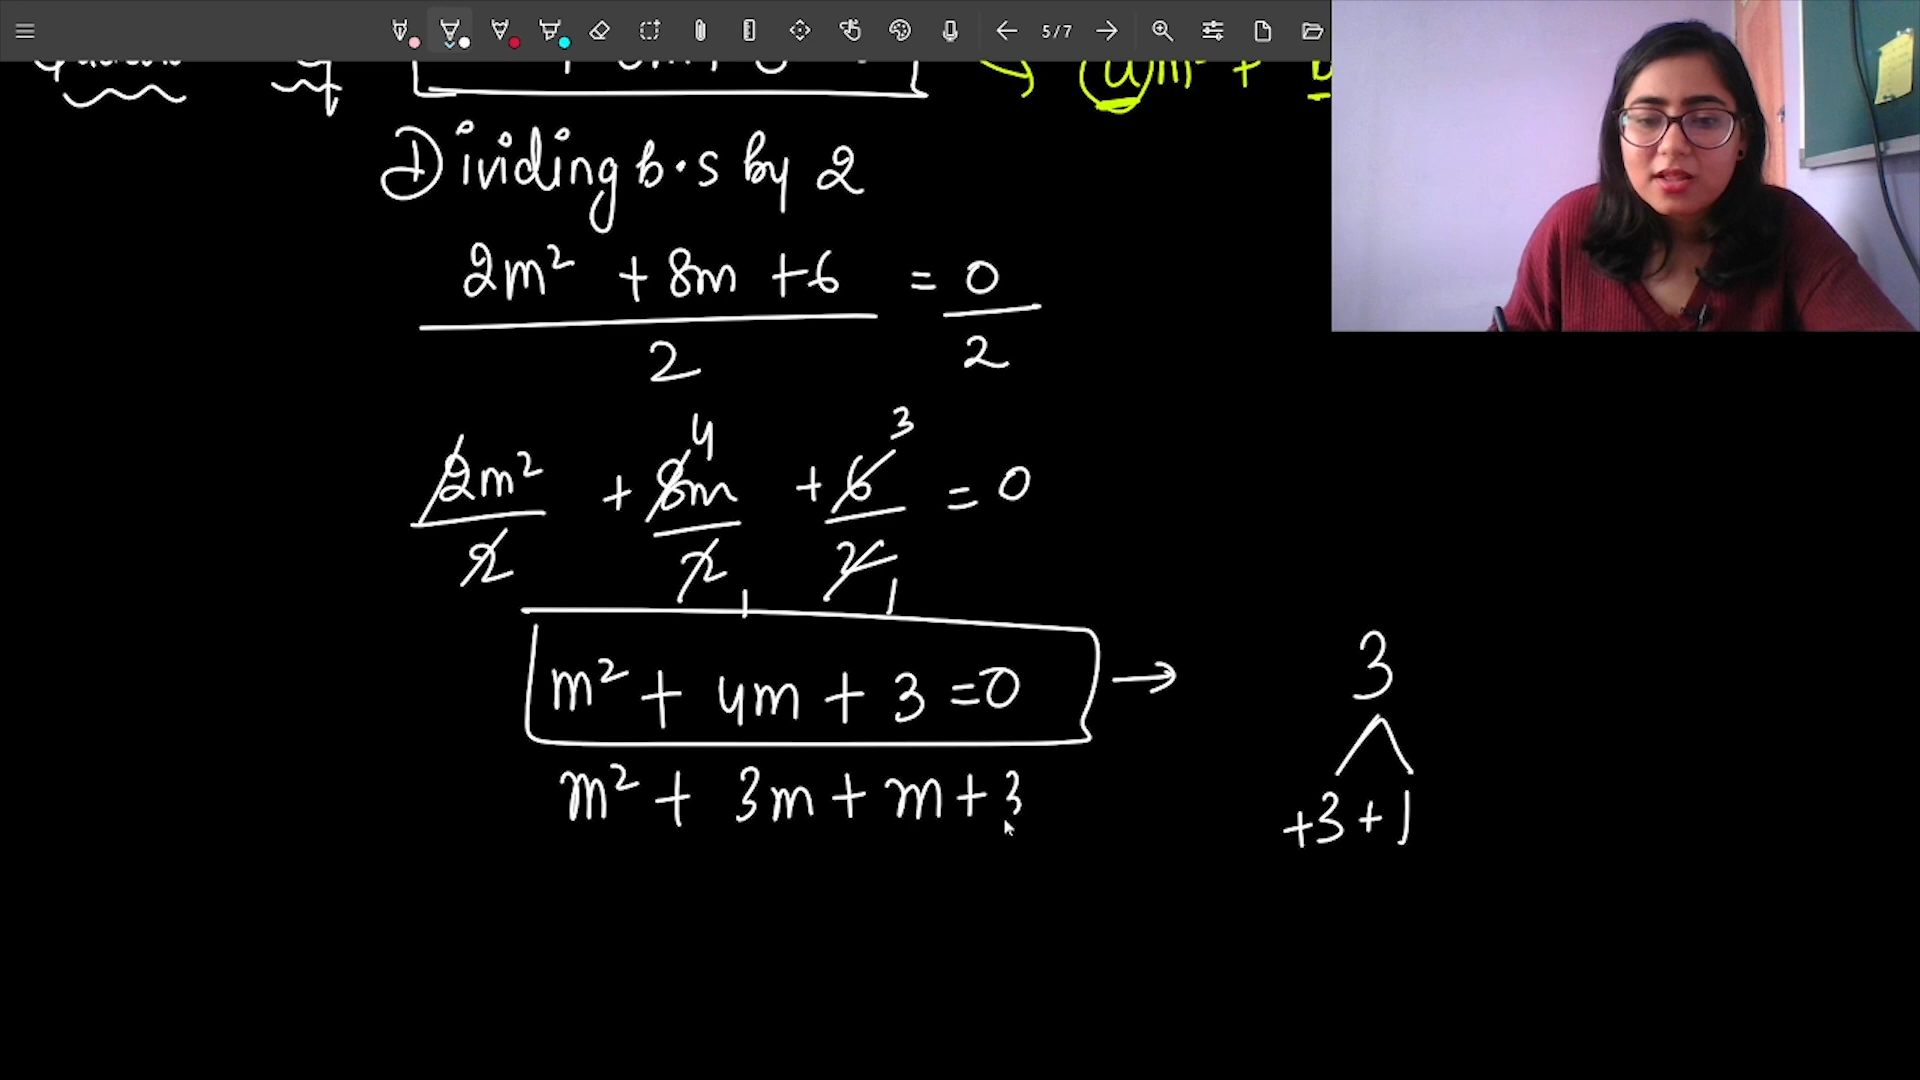 5/7
Dividing b.s by 2
2m² + 8m + 6 = 0
2 2
4 3
2m² + 8m + 6 = 0
2 2 2
1 1
m² + 4m + 3 = 0 → 3
m² + 3m + m + 3 +3 +1